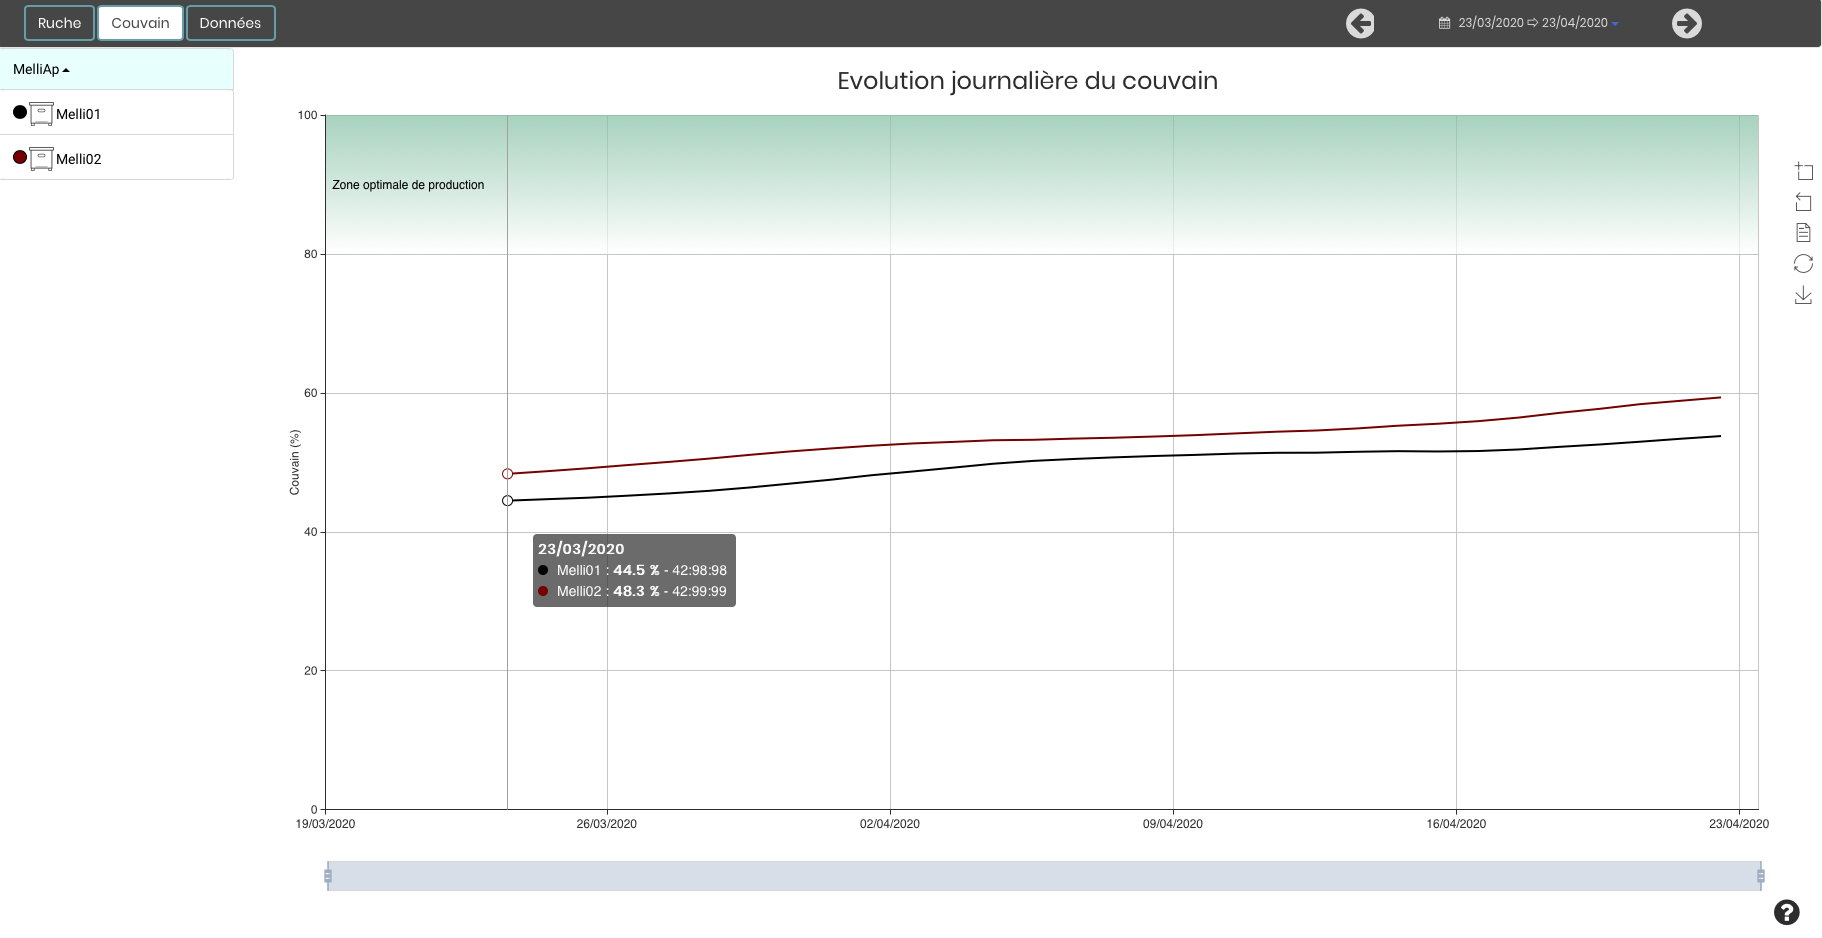 Ruche Couvain Données 23/03/2020 ⇨ 23/04/2020
MelliAp
Melli01
Melli02
Evolution journalière du couvain
100
Zone optimale de production
80
60
Couvain (%)
40
23/03/2020
Melli01 : 44.5 % - 42:98:98
Melli02 : 48.3 % - 42:99:99
20
0
19/03/2020 26/03/2020 02/04/2020 09/04/2020 16/04/2020 23/04/2020
?